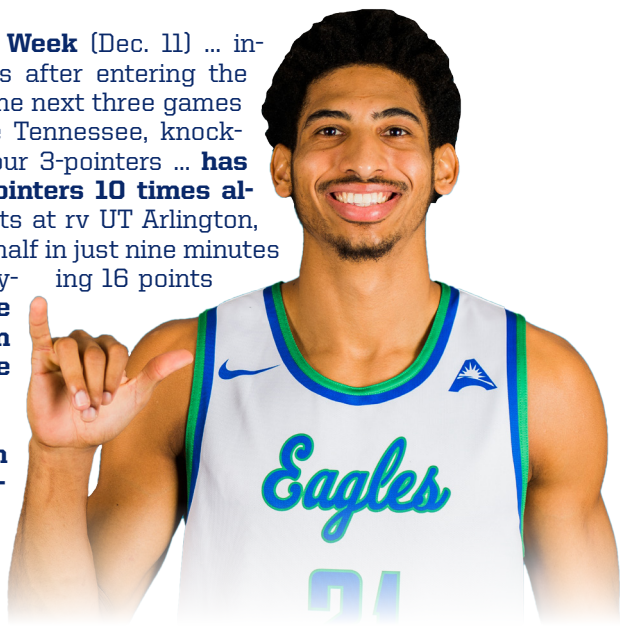 Week (Dec. 11) ... in-
s after entering the
ne next three games
e Tennessee, knock-
our 3-pointers ... has
ointers 10 times al-
ts at rv UT Arlington,
half in just nine minutes
y- ing 16 points
e
n
e
n
-
Eagles